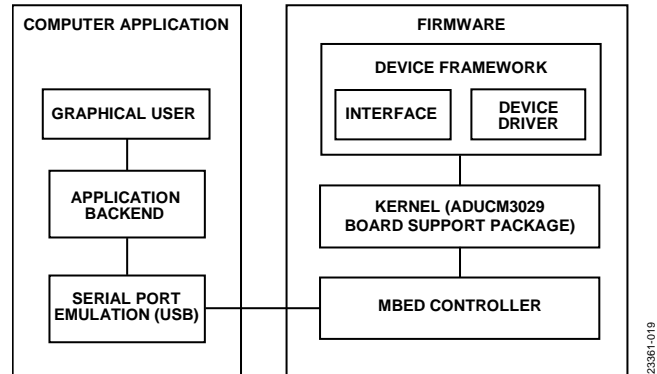 COMPUTER APPLICATION
GRAPHICAL USER
APPLICATION
BACKEND
SERIAL PORT
EMULATION (USB)
FIRMWARE
DEVICE FRAMEWORK
INTERFACE
DEVICE
DRIVER
KERNEL (ADUCM3029
BOARD SUPPORT PACKAGE)
MBED CONTROLLER
23361-019